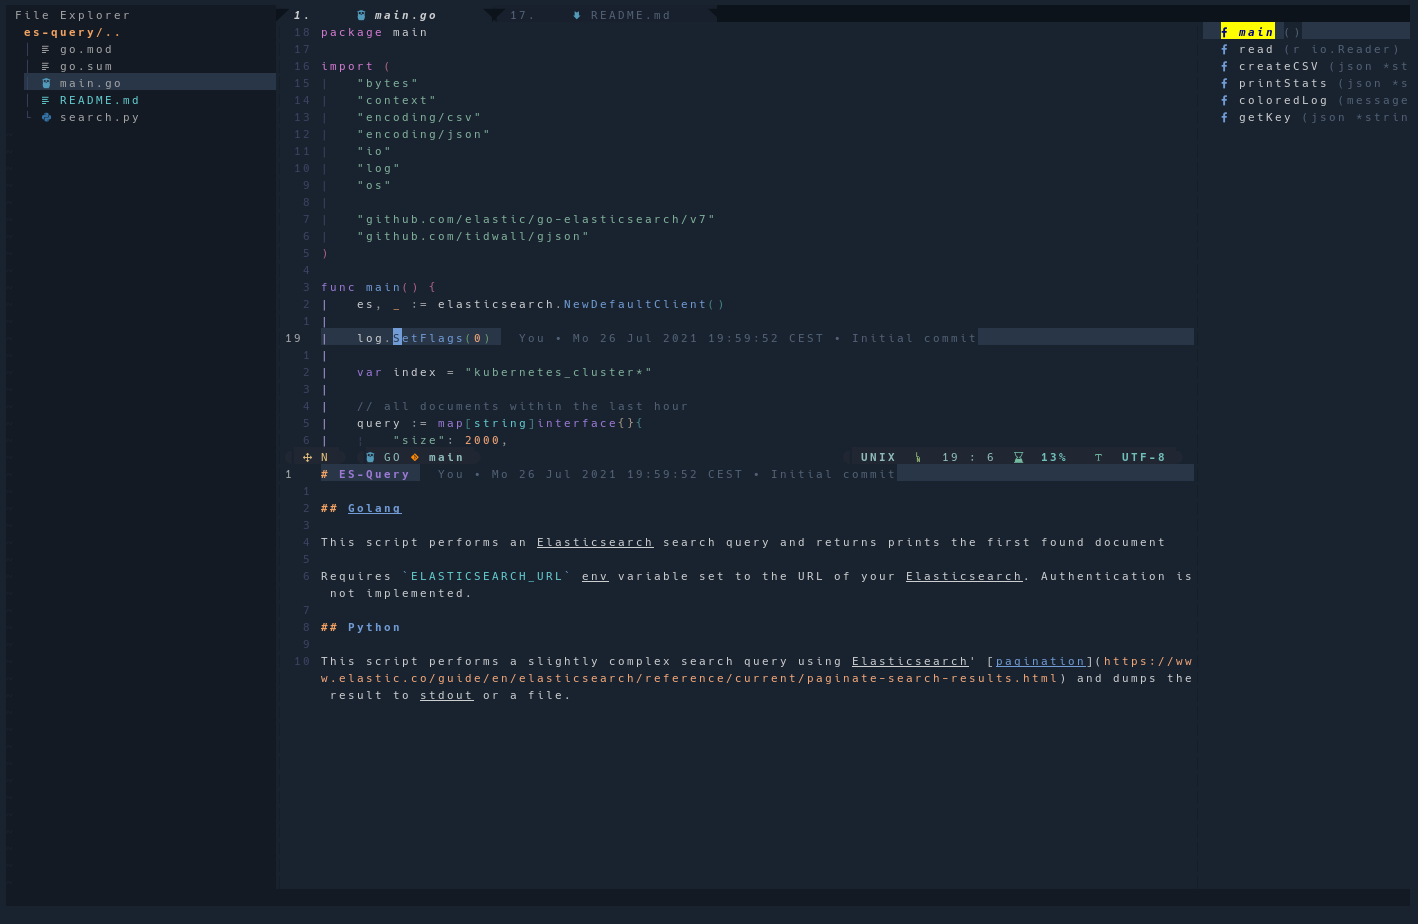 File Explorer
es-query/..
go.mod
go.sum
main.go
README.md
search.py
1. main.go 17. README.md
18 package main
17
16 import (
15 "bytes"
14 "context"
13 "encoding/csv"
12 "encoding/json"
11 "io"
10 "log"
9 "os"
8
7 "github.com/elastic/go-elasticsearch/v7"
6 "github.com/tidwall/gjson"
5 )
4
3 func main() {
2 es, _ := elasticsearch.NewDefaultClient()
1
19 log.SetFlags(0) You • Mo 26 Jul 2021 19:59:52 CEST • Initial commit
1
2 var index = "kubernetes_cluster*"
3
4 // all documents within the last hour
5 query := map[string]interface{}{
6 "size": 2000,
N GO main UNIX 19 : 6 13% UTF-8
1 # ES-Query You • Mo 26 Jul 2021 19:59:52 CEST • Initial commit
1
2 ## Golang
3
4 This script performs an Elasticsearch search query and returns prints the first found document
5
6 Requires `ELASTICSEARCH_URL` env variable set to the URL of your Elasticsearch. Authentication is
not implemented.
7
8 ## Python
9
10 This script performs a slightly complex search query using Elasticsearch' [pagination](https://ww
w.elastic.co/guide/en/elasticsearch/reference/current/paginate-search-results.html) and dumps the
result to stdout or a file.
f main ()
f read (r io.Reader)
f createCSV (json *st
f printStats (json *s
f coloredLog (message
f getKey (json *strin